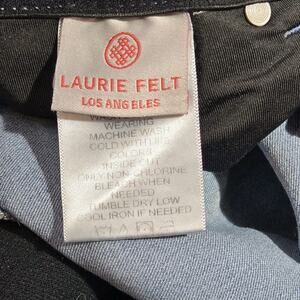 LAURIE FELT
LOS ANGELES
WEARING
MACHINE WASH
COLD WITH LIKE
COLORS
INSIDE OUT
ONLY NON-CHLORINE
BLEACH WHEN
NEEDED
TUMBLE DRY LOW
COOL IRON IF NEEDED